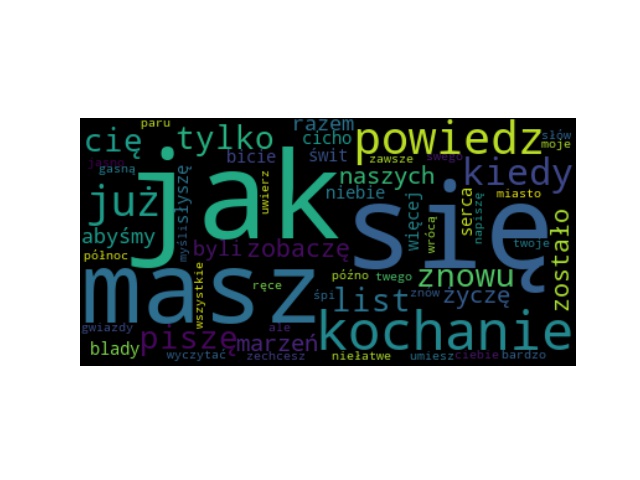 paru
razem
cię
tylko
powiedz
słów
moje
cicho
bicie
świt
zawsze
swego
jasno
gasną
jak
naszych
kiedy
uwierz
niebie
serca
miasto
już
słyszę
myśli
się
więcej
wrócą
napiszę
zostało
abyśmy
byli
zobaczę
twoje
północ
masz
wszystkie
ręce
późno
twego
znowu
śpi
list
znow
życzę
gwiazdy
piszę
marzeń
ale
kochanie
blady
wyczytać
zechcesz
niełatwe
umiesz
ciebie
bardzo